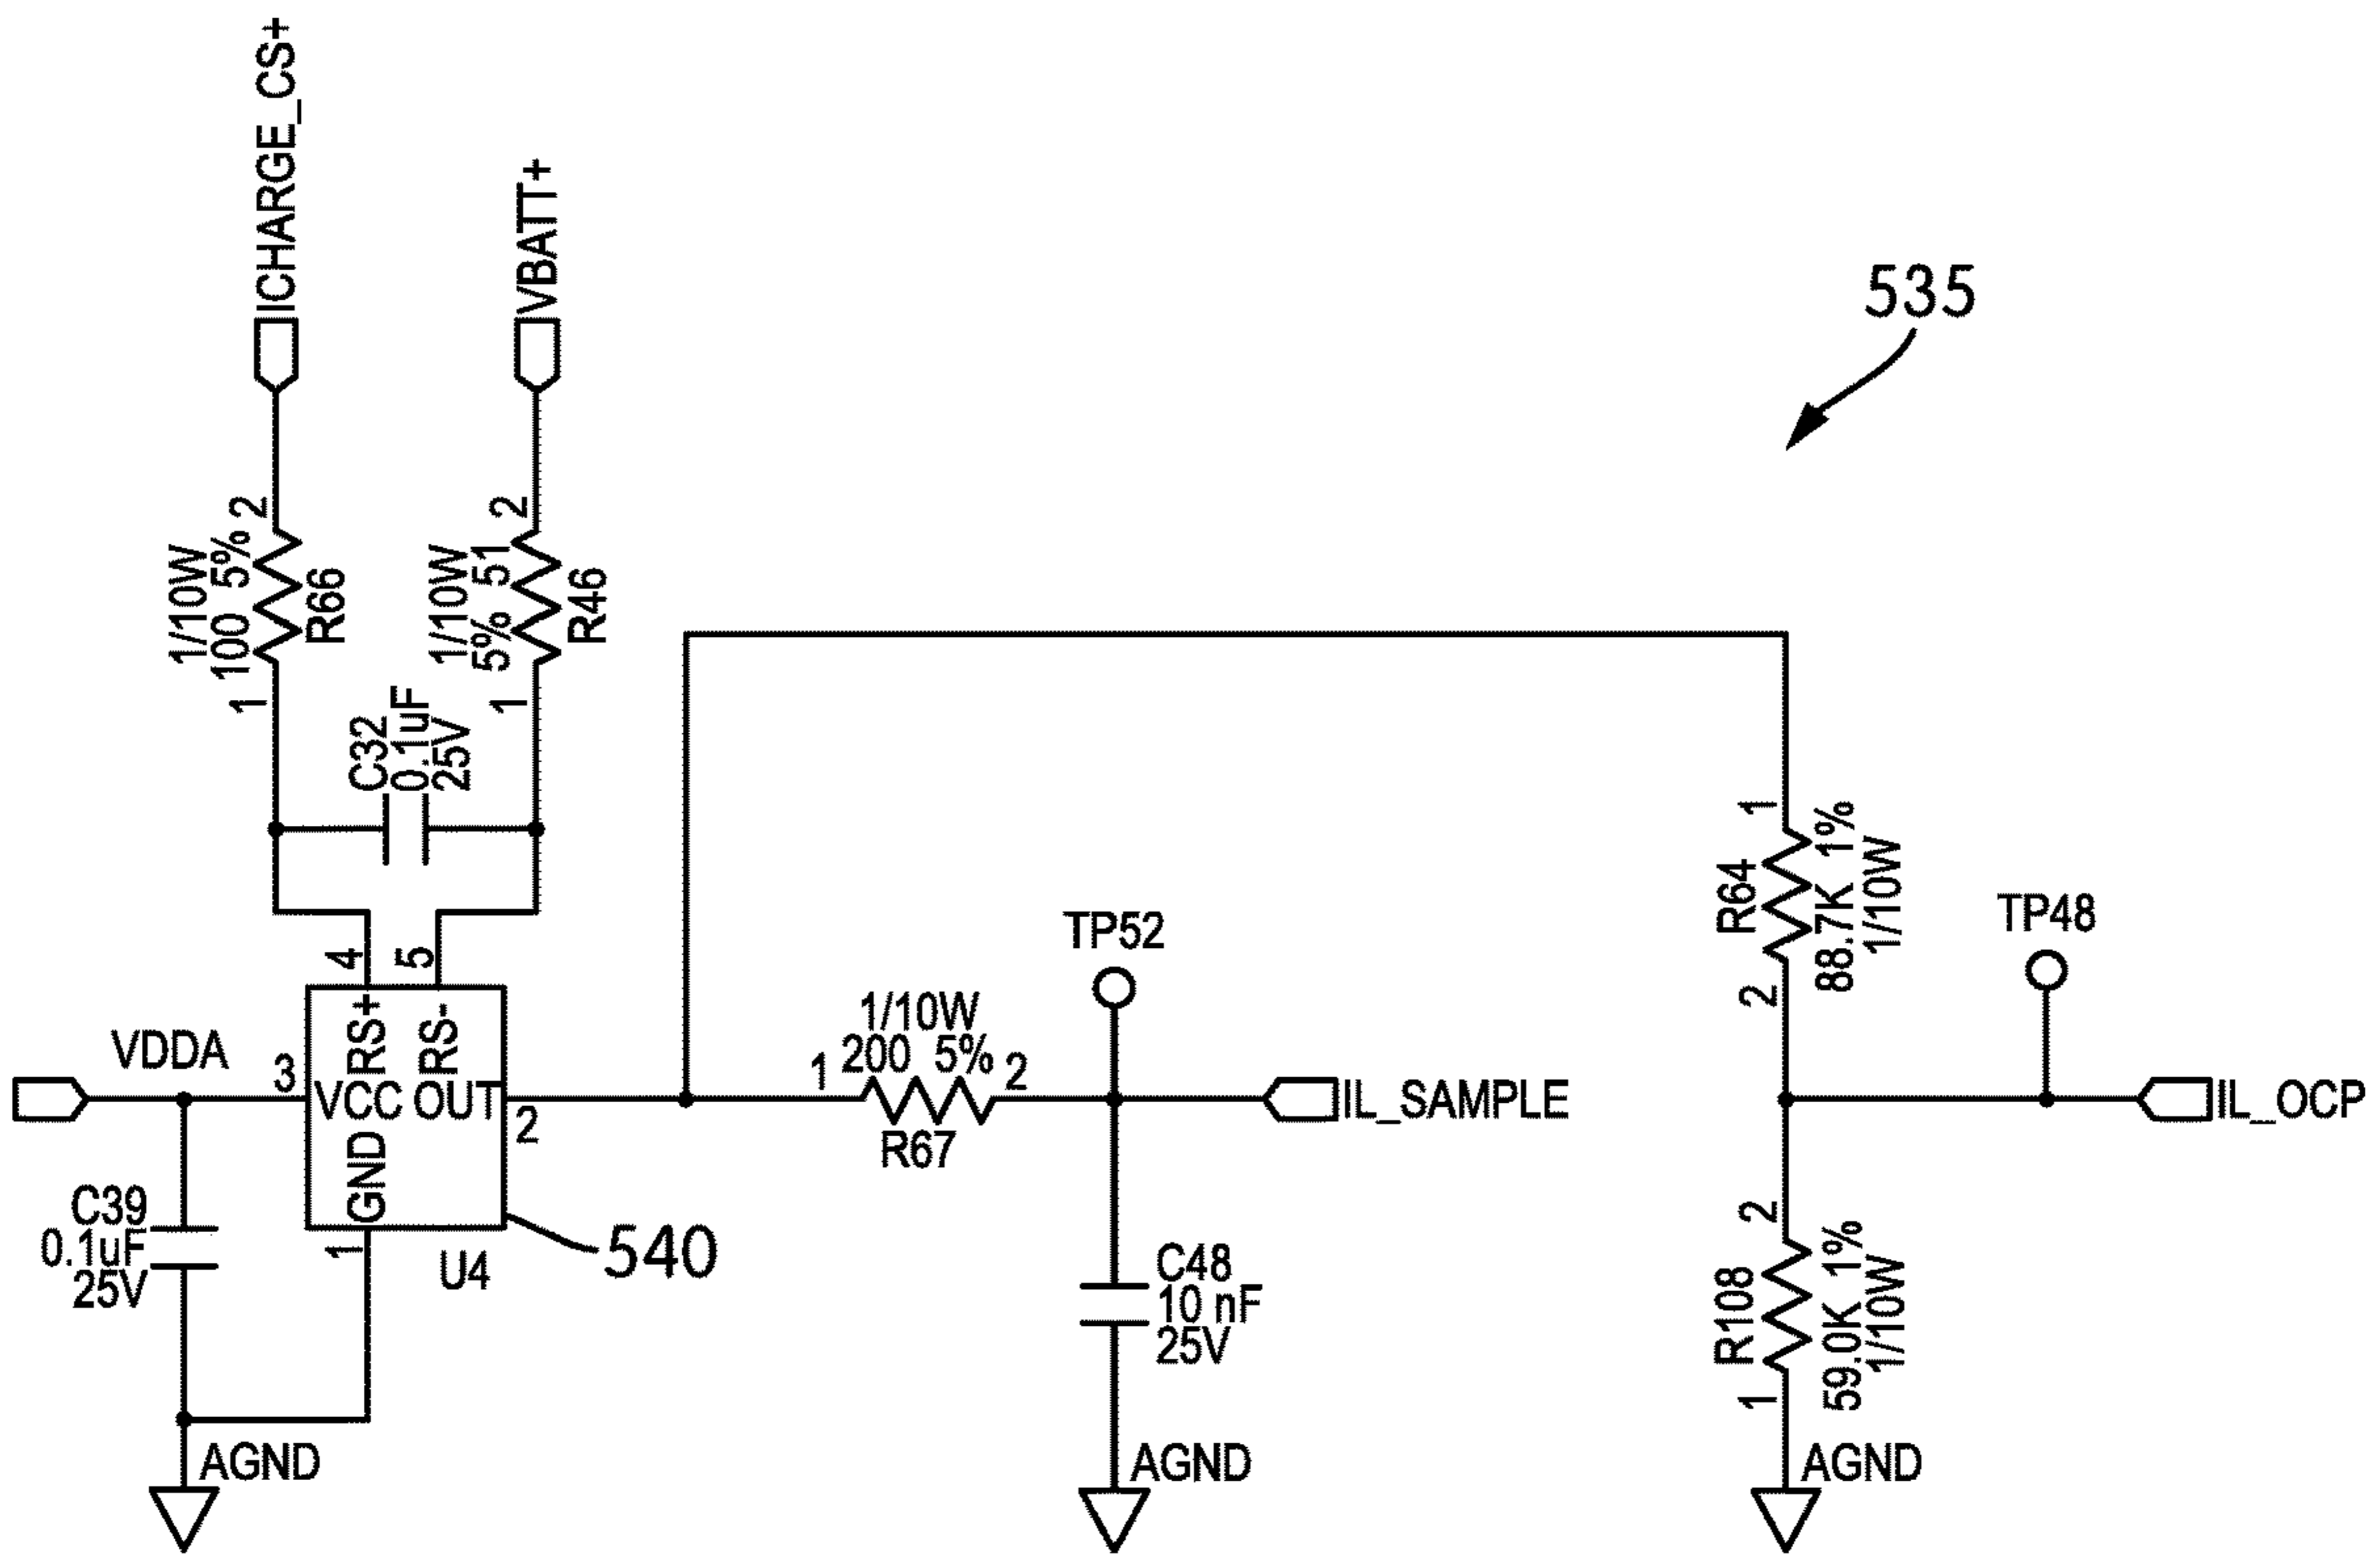 ICHARGE_CS+
VBATT+
535
1/10W
100 5%
2
R66
1
1/10W
5% 51
2
R46
1
C32
0.1uF
25V
4
5
RS+
RS-
VDDA
3
VCC OUT
2
GND
1
U4
540
C39
0.1uF
25V
AGND
1/10W
200 5%
1
2
R67
TP52
IL_SAMPLE
C48
10 nF
25V
AGND
1
R64
88.7K 1%
1/10W
2
TP48
IL_OCP
2
R108
59.0K 1%
1/10W
1
AGND